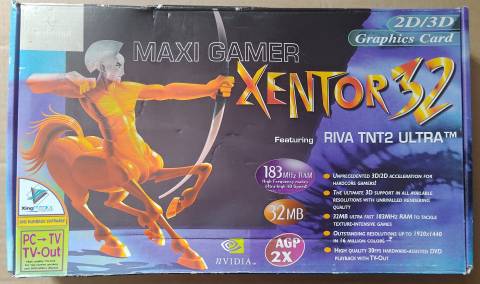 2D/3D
Graphics Card
MAXI GAMER
XENTOR 32
Featuring RIVA TNT2 ULTRA™
183MHz RAM
32MB
AGP
2X
NVIDIA
UNPRECEDENTED 3D/2D ACCELERATION FOR
HARDCORE GAMERS!
THE ULTIMATE 3D SUPPORT IN ALL AVAILABLE
RESOLUTIONS WITH UNRIVALLED RENDERING
QUALITY
32MB ULTRA FAST 183MHZ RAM TO TACKLE
TEXTURE-INTENSIVE GAMES
OUTSTANDING RESOLUTIONS UP TO 1920X1440
IN 16 MILLION COLORS
HIGH QUALITY 30FPS HARDWARE-ASSISTED DVD
PLAYBACK WITH TV-OUT
PC→TV
TV-Out